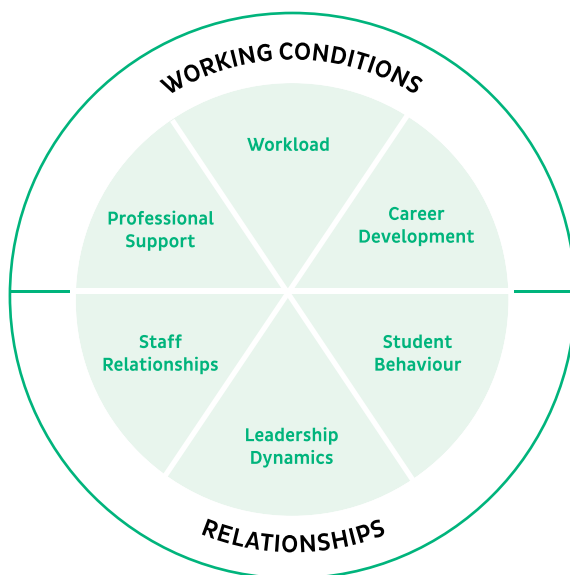 WORKING CONDITIONS
Workload
Professional
Support
Career
Development
Staff
Relationships
Student
Behaviour
Leadership
Dynamics
RELATIONSHIPS